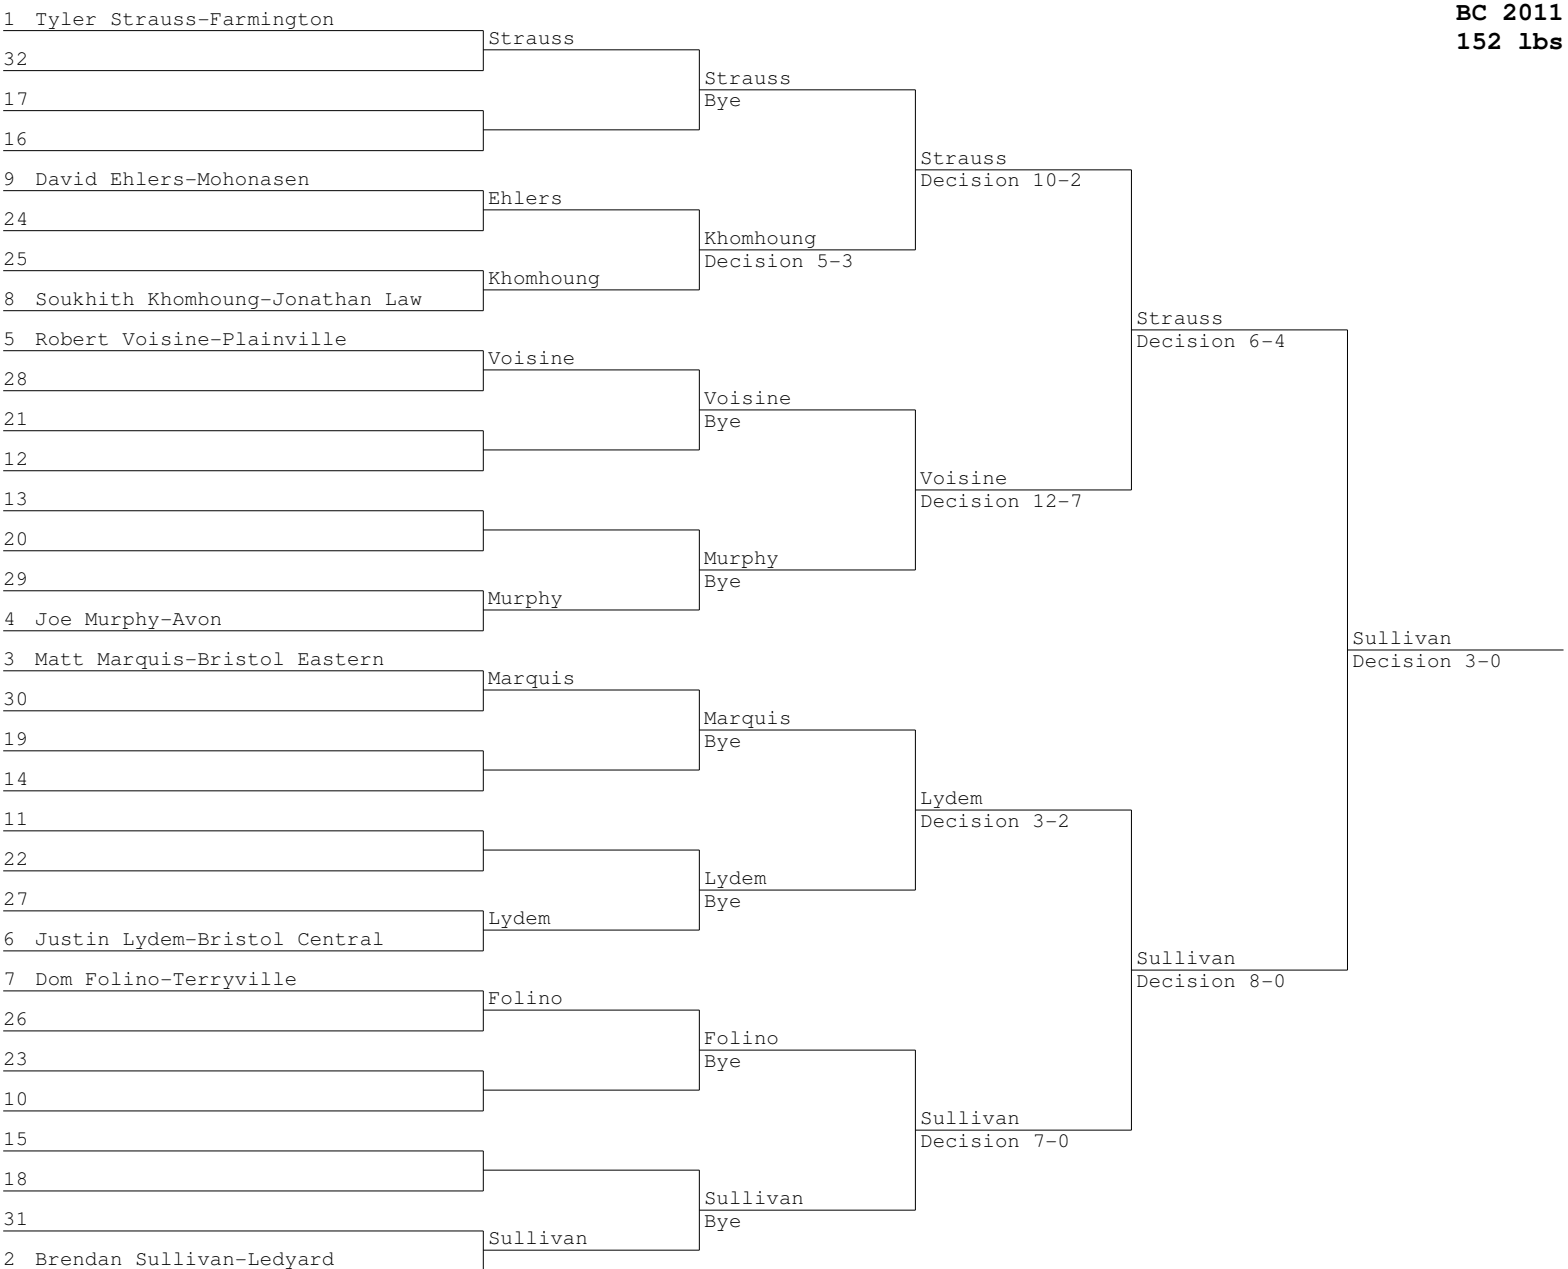 BC 2011
152 lbs
1 Tyler Strauss-Farmington
Strauss
32
Strauss
Bye
17
16
Strauss
Decision 10-2
9 David Ehlers-Mohonasen
Ehlers
24
Khomhoung
Decision 5-3
25
Khomhoung
8 Soukhith Khomhoung-Jonathan Law
Strauss
Decision 6-4
5 Robert Voisine-Plainville
Voisine
28
Voisine
Bye
21
12
Voisine
Decision 12-7
13
20
Murphy
Bye
29
Murphy
4 Joe Murphy-Avon
Sullivan
Decision 3-0
3 Matt Marquis-Bristol Eastern
Marquis
30
Marquis
Bye
19
14
Lydem
Decision 3-2
11
22
Lydem
Bye
27
Lydem
6 Justin Lydem-Bristol Central
Sullivan
Decision 8-0
7 Dom Folino-Terryville
Folino
26
Folino
Bye
23
10
Sullivan
Decision 7-0
15
18
Sullivan
Bye
31
Sullivan
2 Brendan Sullivan-Ledyard